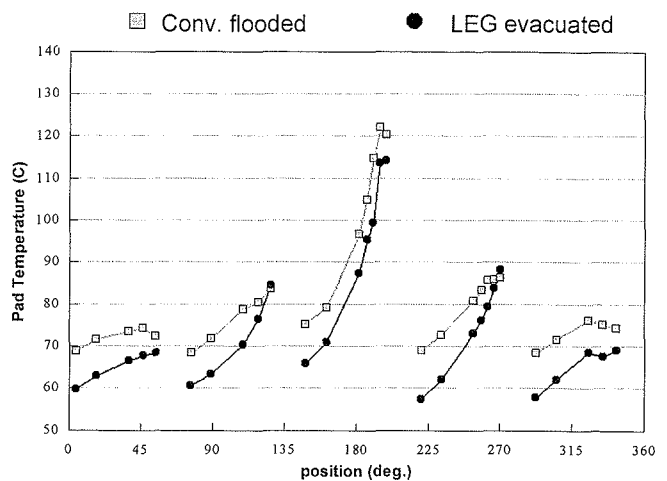 Conv. flooded LEG evacuated
140
130
120
110
100
90
80
70
60
50
Pad Temperature (C)
0 45 90 135 180 225 270 315 360
position (deg.)